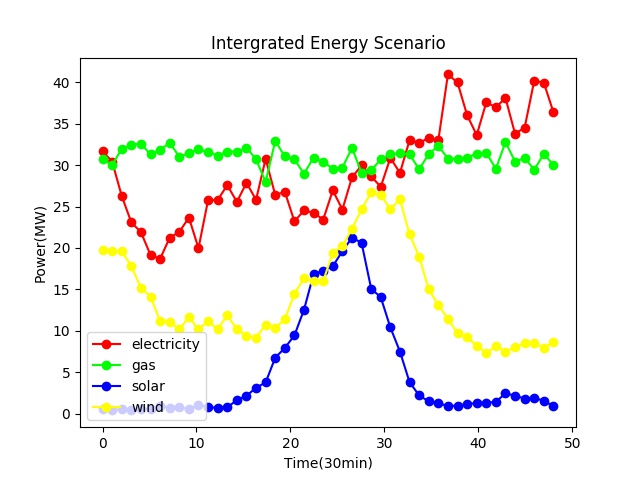 Intergrated Energy Scenario
Power(MW)
40
35
30
25
20
15
10
5
0
electricity
gas
solar
wind
0 10 20 30 40 50
Time(30min)